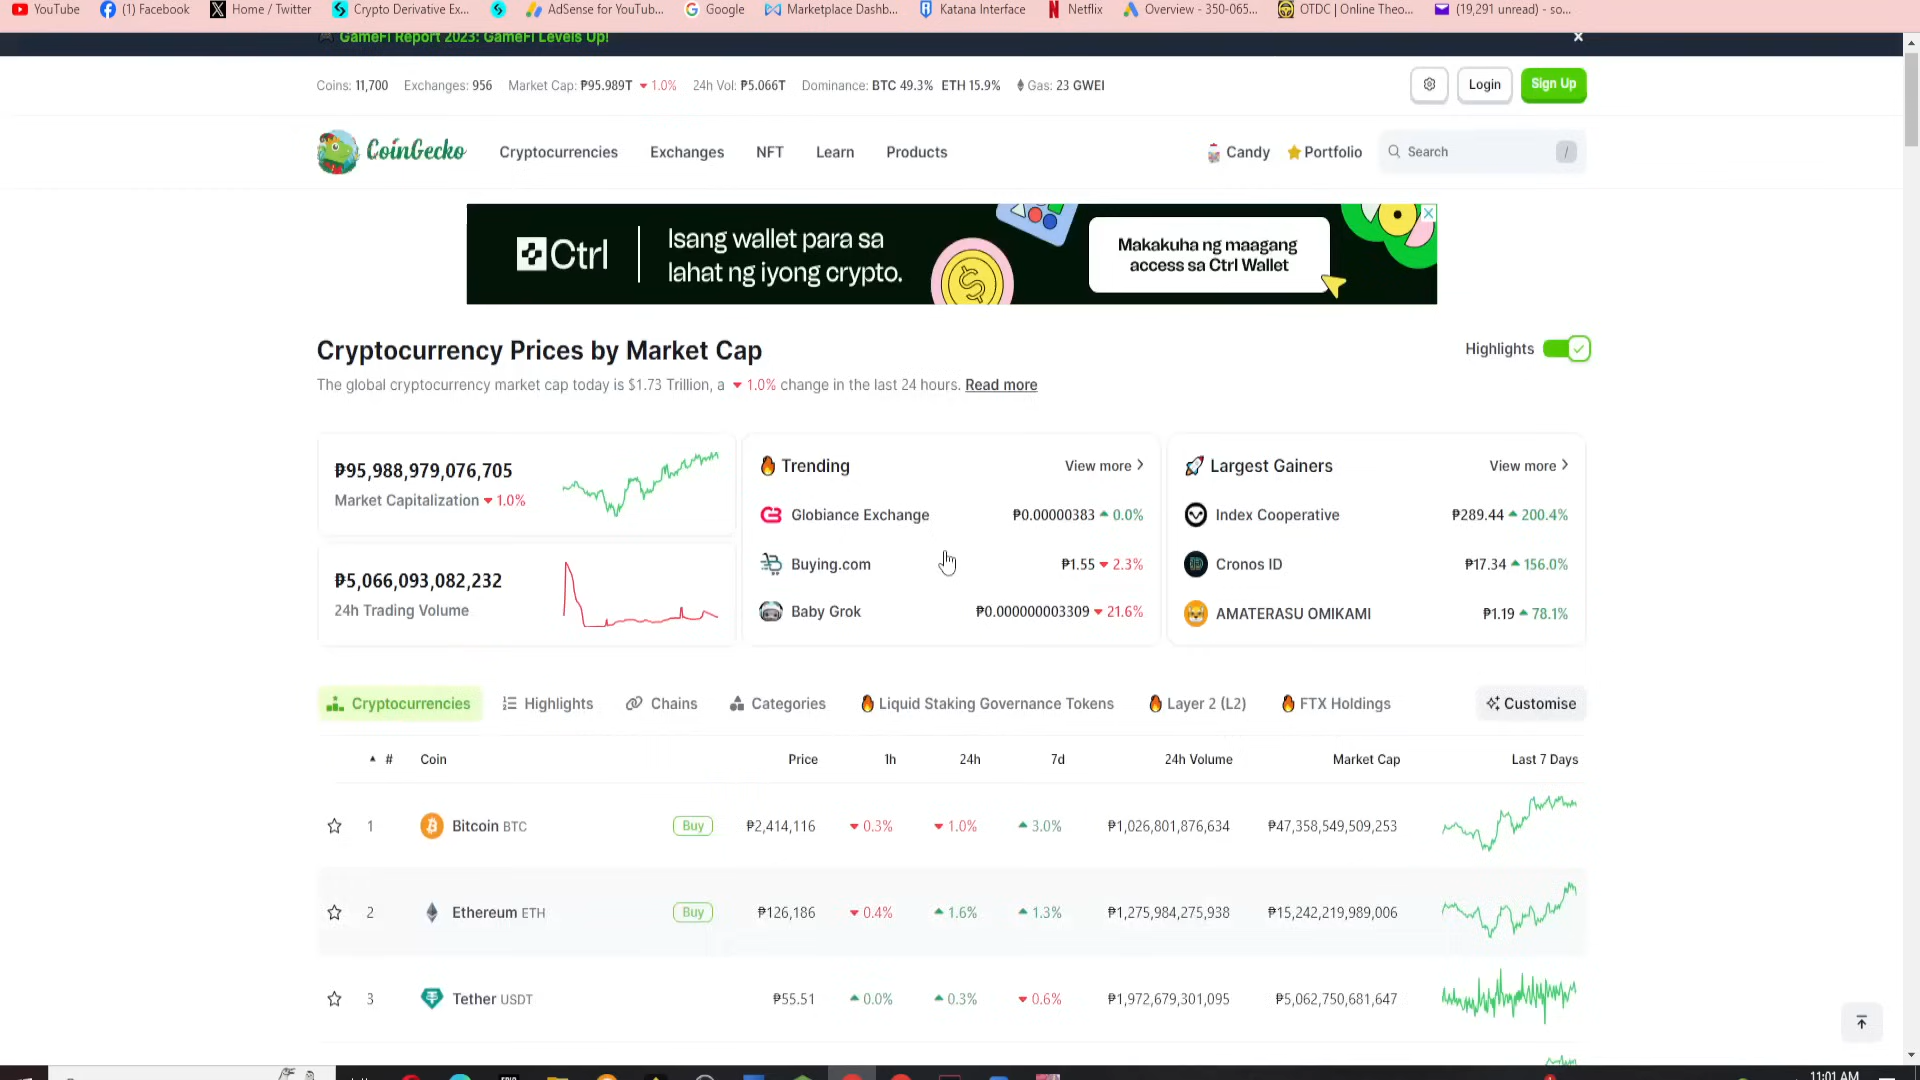 YouTube (1) Facebook Home / Twitter Crypto Derivative Ex... AdSense for YouTub... Google Marketplace Dashb... Katana Interface Netflix Overview - 350-065... OTDC | Online Theo... (19,291 unread) - so...
GameFi Report 2023: GameFi Levels Up!
Coins: 11,700 Exchanges: 956 Market Cap: ₱95.989T 1.0% 24h Vol: ₱5.066T Dominance: BTC 49.3% ETH 15.9% Gas: 23 GWEI Login Sign Up
CoinGecko Cryptocurrencies Exchanges NFT Learn Products Candy Portfolio Search /
Ctrl
Isang wallet para sa
lahat ng iyong crypto.
Makakuha ng maagang
access sa Ctrl Wallet
Cryptocurrency Prices by Market Cap Highlights
The global cryptocurrency market cap today is $1.73 Trillion, a 1.0% change in the last 24 hours. Read more
₱95,988,979,076,705
Market Capitalization 1.0%
₱5,066,093,082,232
24h Trading Volume
Trending View more
Globiance Exchange ₱0.00000383 0.0%
Buying.com ₱1.55 2.3%
Baby Grok ₱0.000000003309 21.6%
Largest Gainers View more
Index Cooperative ₱289.44 200.4%
Cronos ID ₱17.34 156.0%
AMATERASU OMIKAMI ₱1.19 78.1%
Cryptocurrencies Highlights Chains Categories Liquid Staking Governance Tokens Layer 2 (L2) FTX Holdings Customise
# Coin Price 1h 24h 7d 24h Volume Market Cap Last 7 Days
1 Bitcoin BTC Buy ₱2,414,116 0.3% 1.0% 3.0% ₱1,026,801,876,634 ₱47,358,549,509,253
2 Ethereum ETH Buy ₱126,186 0.4% 1.6% 1.3% ₱1,275,984,275,938 ₱15,242,219,989,006
3 Tether USDT ₱55.51 0.0% 0.3% 0.6% ₱1,972,679,301,095 ₱5,062,750,681,647
11:01 AM